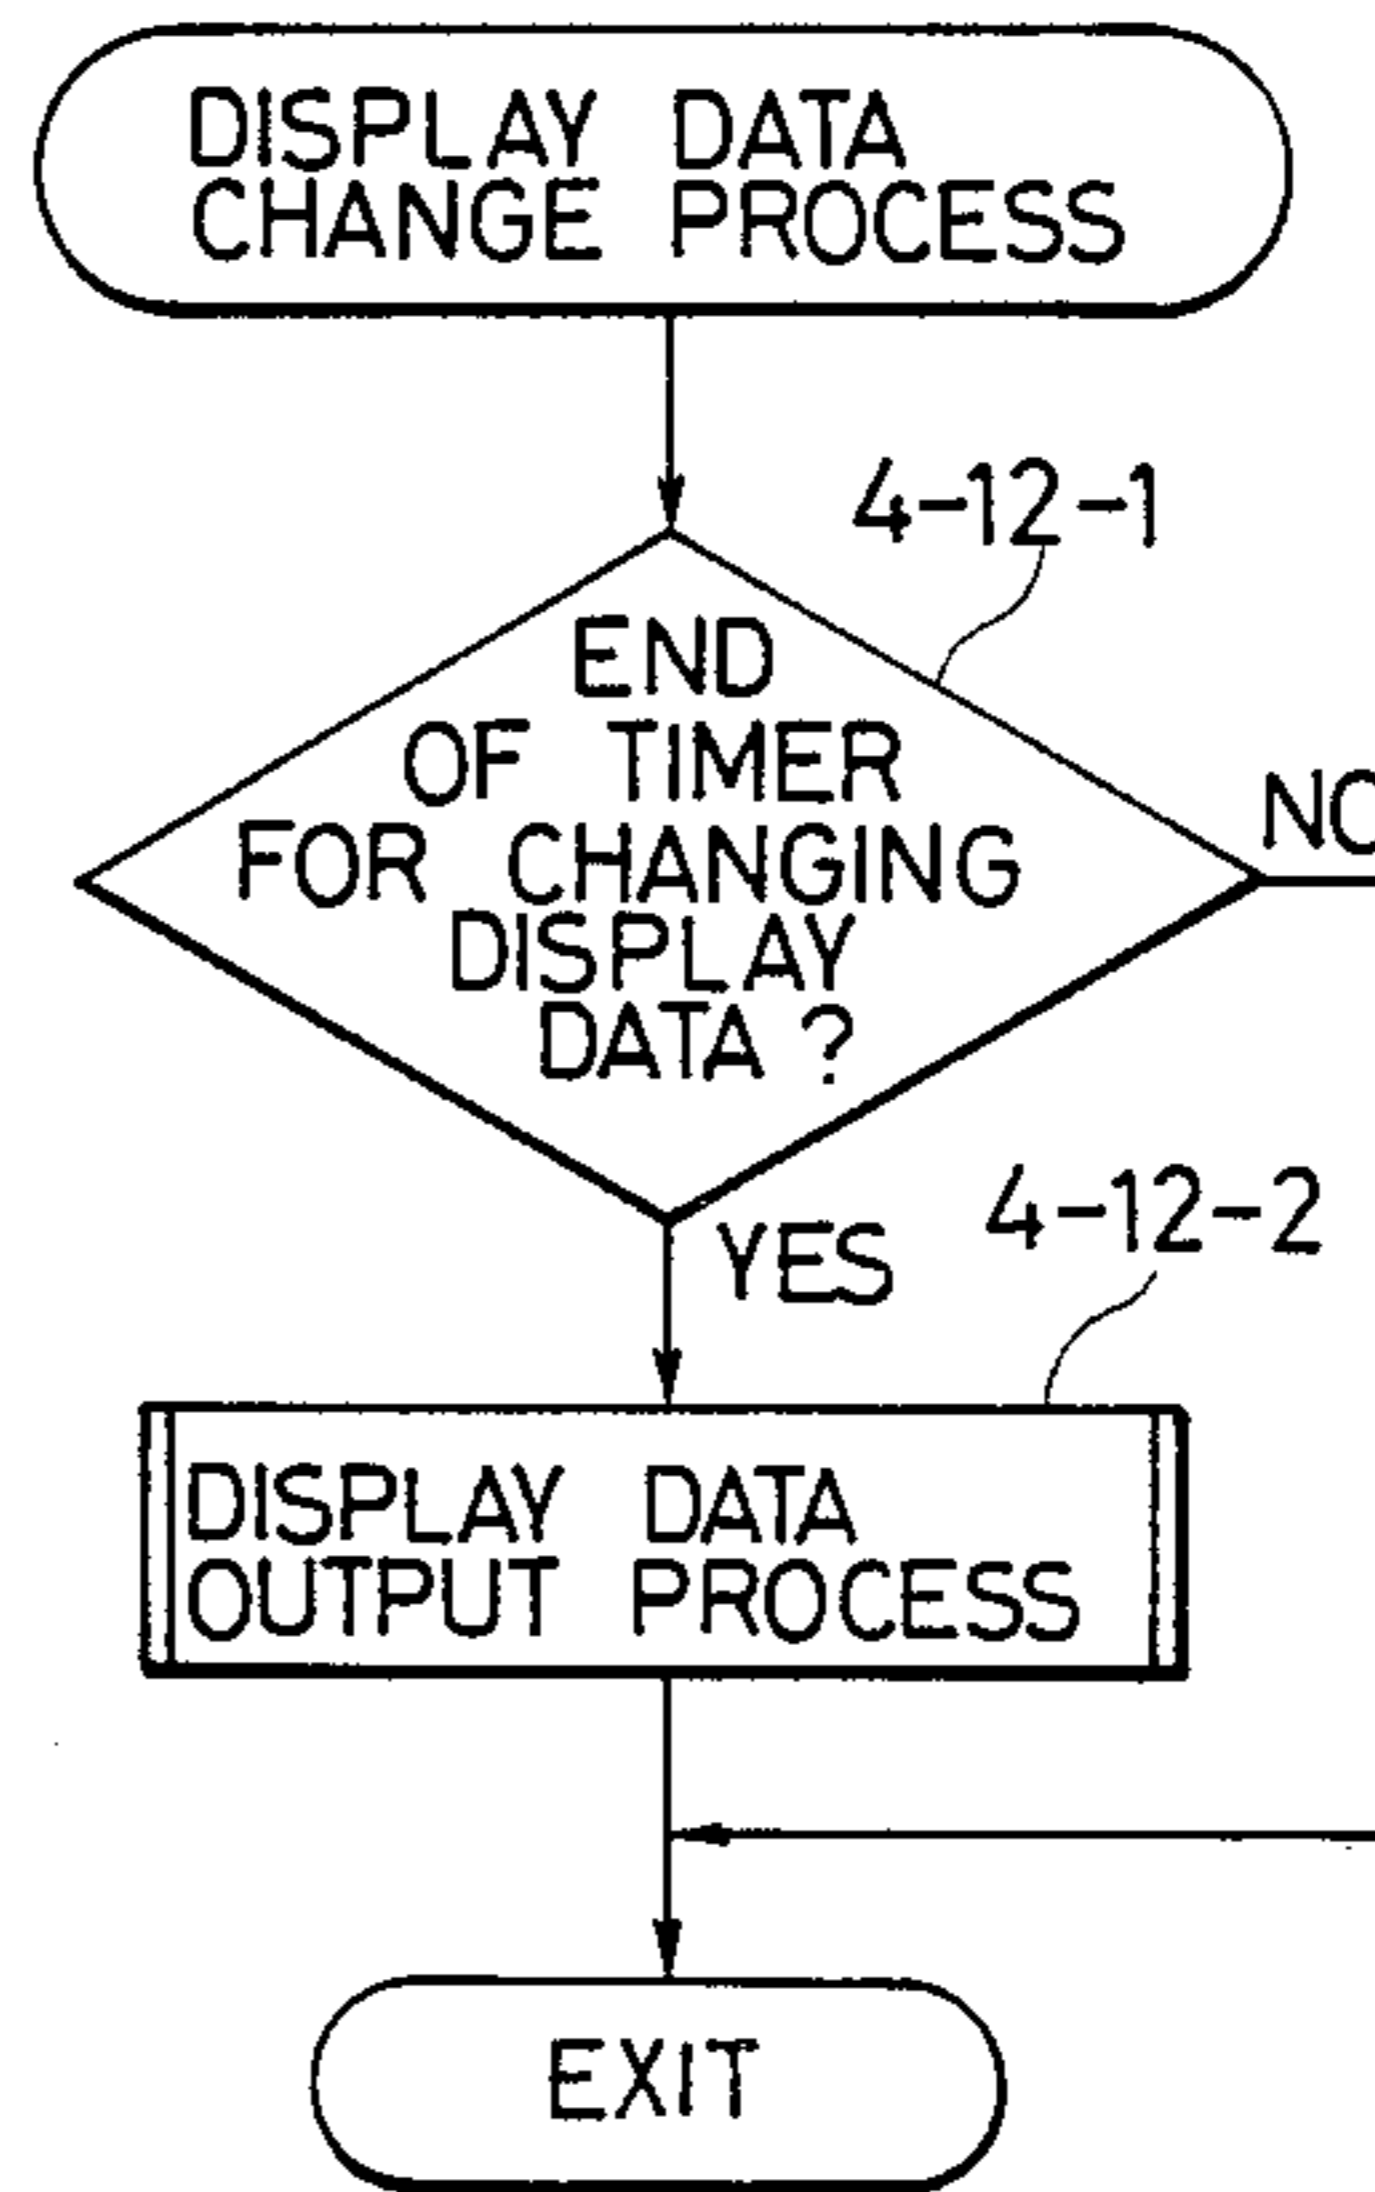 DISPLAY DATA
CHANGE PROCESS
4-12-1
END
OF TIMER
FOR CHANGING
DISPLAY
DATA?
NO
YES
4-12-2
DISPLAY DATA
OUTPUT PROCESS
EXIT